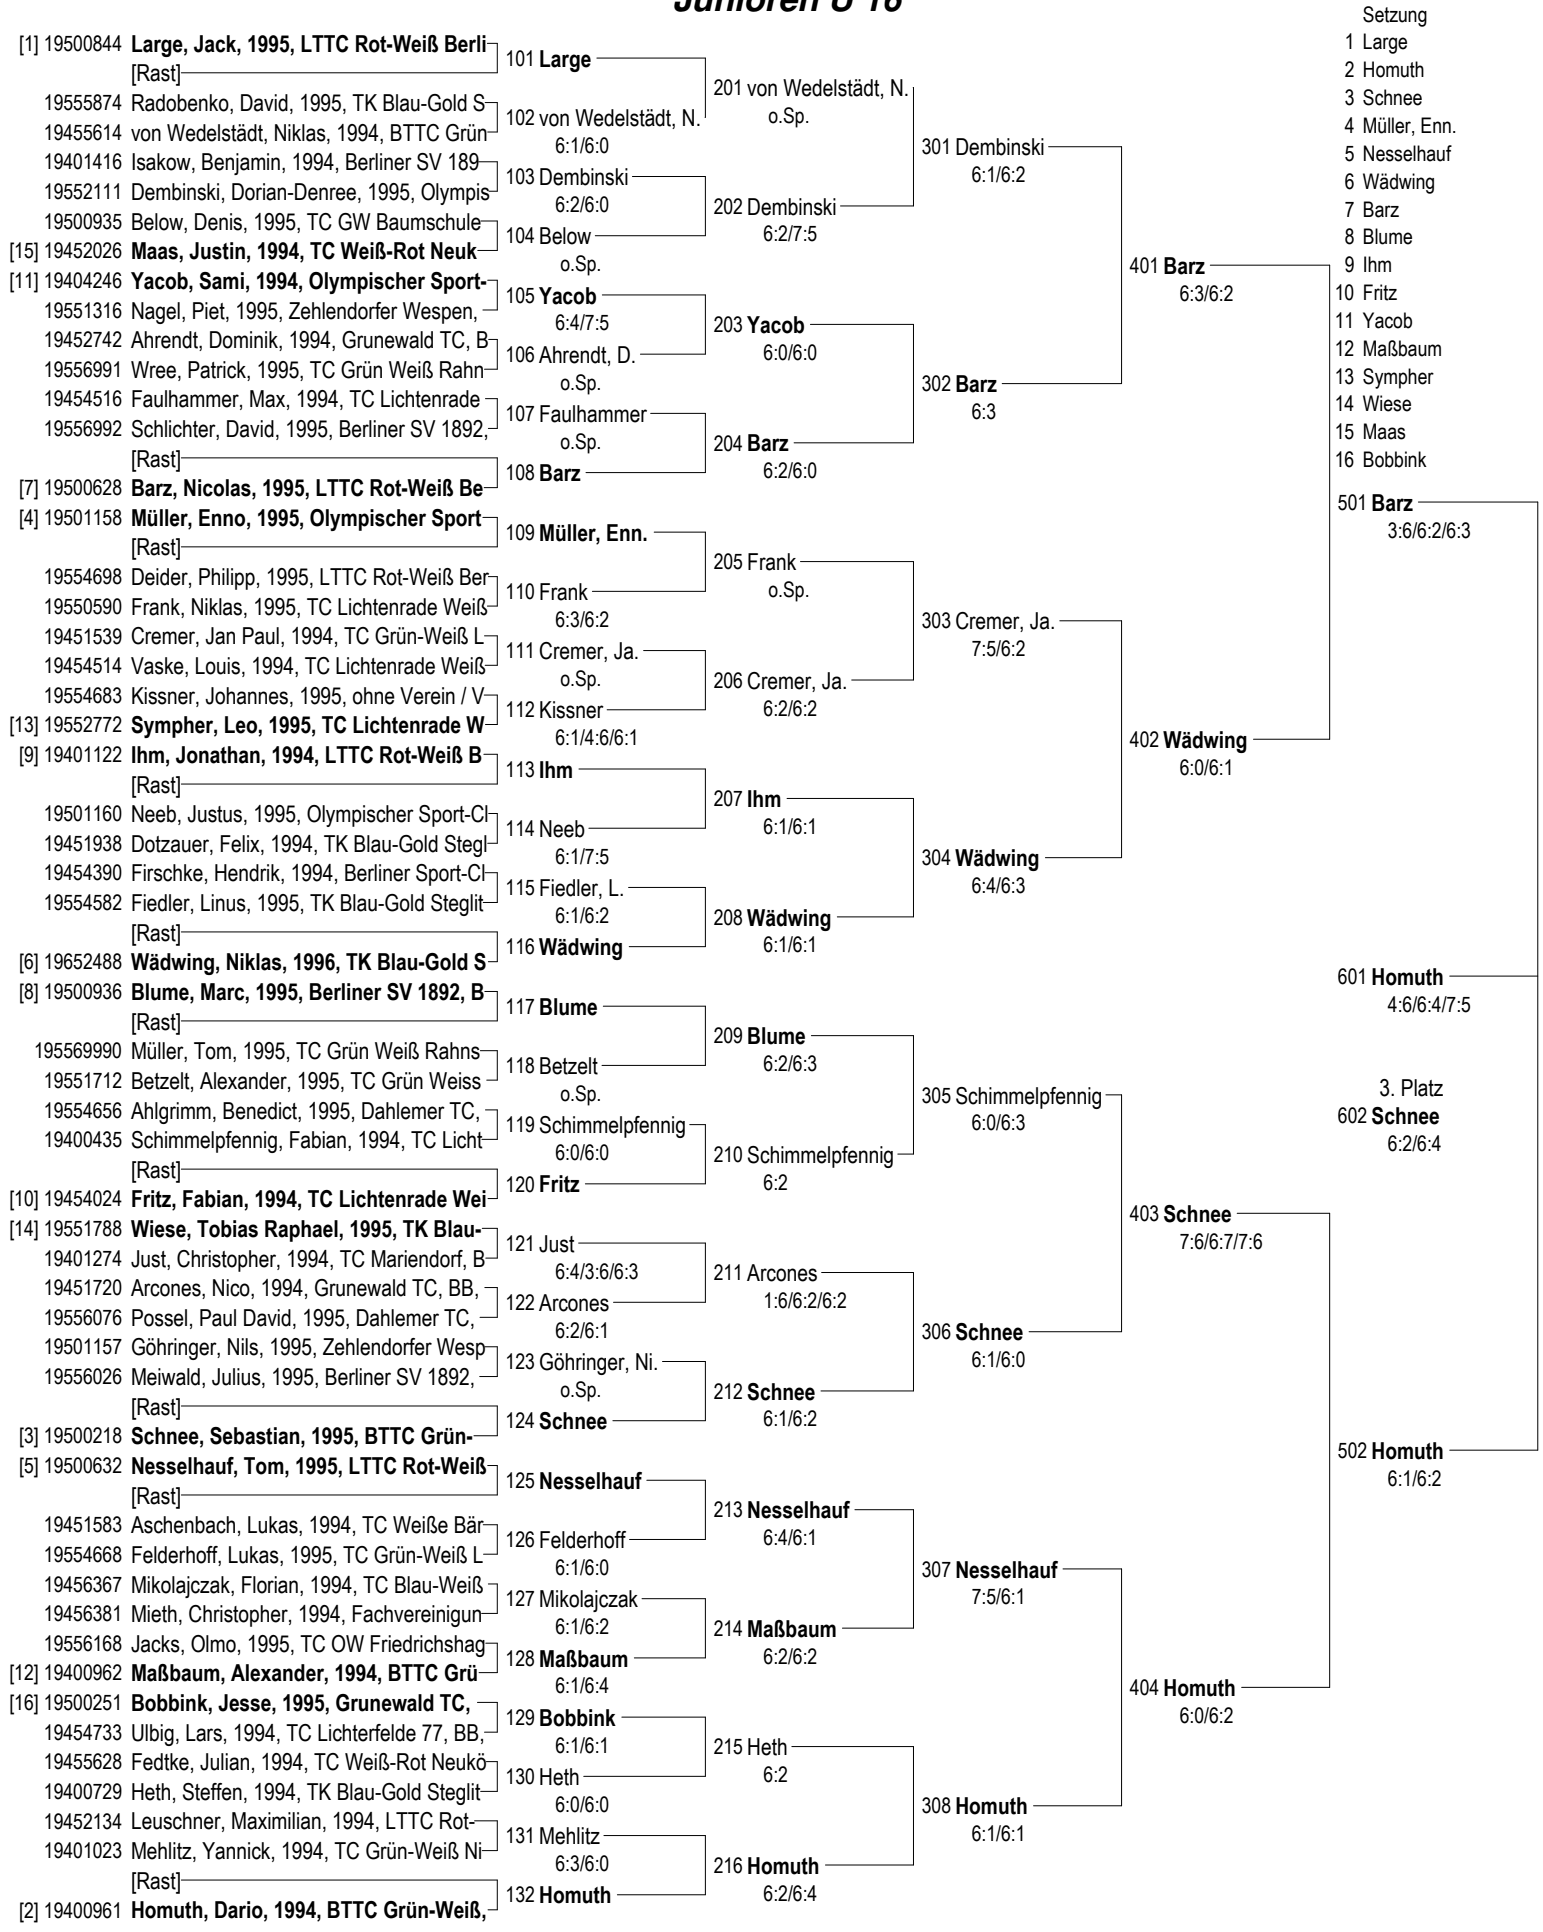 Junioren U 16
Setzung
1 Large
2 Homuth
3 Schnee
4 Müller, Enn.
5 Nesselhauf
6 Wädwing
7 Barz
8 Blume
9 Ihm
10 Fritz
11 Yacob
12 Maßbaum
13 Sympher
14 Wiese
15 Maas
16 Bobbink
[1] 19500844 Large, Jack, 1995, LTTC Rot-Weiß Berli
[Rast]
19555874 Radobenko, David, 1995, TK Blau-Gold S
19455614 von Wedelstädt, Niklas, 1994, BTTC Grün
19401416 Isakow, Benjamin, 1994, Berliner SV 189
19552111 Dembinski, Dorian-Denree, 1995, Olympis
19500935 Below, Denis, 1995, TC GW Baumschule
[15] 19452026 Maas, Justin, 1994, TC Weiß-Rot Neuk
[11] 19404246 Yacob, Sami, 1994, Olympischer Sport-
19551316 Nagel, Piet, 1995, Zehlendorfer Wespen,
19452742 Ahrendt, Dominik, 1994, Grunewald TC, B
19556991 Wree, Patrick, 1995, TC Grün Weiß Rahn
19454516 Faulhammer, Max, 1994, TC Lichtenrade
19556992 Schlichter, David, 1995, Berliner SV 1892,
[Rast]
[7] 19500628 Barz, Nicolas, 1995, LTTC Rot-Weiß Be
[4] 19501158 Müller, Enno, 1995, Olympischer Sport
[Rast]
19554698 Deider, Philipp, 1995, LTTC Rot-Weiß Ber
19550590 Frank, Niklas, 1995, TC Lichtenrade Weiß
19451539 Cremer, Jan Paul, 1994, TC Grün-Weiß L
19454514 Vaske, Louis, 1994, TC Lichtenrade Weiß
19554683 Kissner, Johannes, 1995, ohne Verein / V
[13] 19552772 Sympher, Leo, 1995, TC Lichtenrade W
[9] 19401122 Ihm, Jonathan, 1994, LTTC Rot-Weiß B
[Rast]
19501160 Neeb, Justus, 1995, Olympischer Sport-Cl
19451938 Dotzauer, Felix, 1994, TK Blau-Gold Stegl
19454390 Firschke, Hendrik, 1994, Berliner Sport-Cl
19554582 Fiedler, Linus, 1995, TK Blau-Gold Steglit
[Rast]
[6] 19652488 Wädwing, Niklas, 1996, TK Blau-Gold S
[8] 19500936 Blume, Marc, 1995, Berliner SV 1892, B
[Rast]
195569990 Müller, Tom, 1995, TC Grün Weiß Rahns
19551712 Betzelt, Alexander, 1995, TC Grün Weiss
19554656 Ahlgrimm, Benedict, 1995, Dahlemer TC,
19400435 Schimmelpfennig, Fabian, 1994, TC Licht
[Rast]
[10] 19454024 Fritz, Fabian, 1994, TC Lichtenrade Wei
[14] 19551788 Wiese, Tobias Raphael, 1995, TK Blau-
19401274 Just, Christopher, 1994, TC Mariendorf, B
19451720 Arcones, Nico, 1994, Grunewald TC, BB,
19556076 Possel, Paul David, 1995, Dahlemer TC,
19501157 Göhringer, Nils, 1995, Zehlendorfer Wesp
19556026 Meiwald, Julius, 1995, Berliner SV 1892,
[Rast]
[3] 19500218 Schnee, Sebastian, 1995, BTTC Grün-
[5] 19500632 Nesselhauf, Tom, 1995, LTTC Rot-Weiß
[Rast]
19451583 Aschenbach, Lukas, 1994, TC Weiße Bär
19554668 Felderhoff, Lukas, 1995, TC Grün-Weiß L
19456367 Mikolajczak, Florian, 1994, TC Blau-Weiß
19456381 Mieth, Christopher, 1994, Fachvereinigun
19556168 Jacks, Olmo, 1995, TC OW Friedrichshag
[12] 19400962 Maßbaum, Alexander, 1994, BTTC Grü
[16] 19500251 Bobbink, Jesse, 1995, Grunewald TC,
19454733 Ulbig, Lars, 1994, TC Lichterfelde 77, BB,
19455628 Fedtke, Julian, 1994, TC Weiß-Rot Neukö
19400729 Heth, Steffen, 1994, TK Blau-Gold Steglit
19452134 Leuschner, Maximilian, 1994, LTTC Rot-
19401023 Mehlitz, Yannick, 1994, TC Grün-Weiß Ni
[Rast]
[2] 19400961 Homuth, Dario, 1994, BTTC Grün-Weiß,
101 Large
102 von Wedelstädt, N.
6:1/6:0
103 Dembinski
6:2/6:0
104 Below
o.Sp.
105 Yacob
6:4/7:5
106 Ahrendt, D.
o.Sp.
107 Faulhammer
o.Sp.
108 Barz
109 Müller, Enn.
110 Frank
6:3/6:2
111 Cremer, Ja.
o.Sp.
112 Kissner
6:1/4:6/6:1
113 Ihm
114 Neeb
6:1/7:5
115 Fiedler, L.
6:1/6:2
116 Wädwing
117 Blume
118 Betzelt
o.Sp.
119 Schimmelpfennig
6:0/6:0
120 Fritz
121 Just
6:4/3:6/6:3
122 Arcones
6:2/6:1
123 Göhringer, Ni.
o.Sp.
124 Schnee
125 Nesselhauf
126 Felderhoff
6:1/6:0
127 Mikolajczak
6:1/6:2
128 Maßbaum
6:1/6:4
129 Bobbink
6:1/6:1
130 Heth
6:0/6:0
131 Mehlitz
6:3/6:0
132 Homuth
201 von Wedelstädt, N.
o.Sp.
202 Dembinski
6:2/7:5
203 Yacob
6:0/6:0
204 Barz
6:2/6:0
205 Frank
o.Sp.
206 Cremer, Ja.
6:2/6:2
207 Ihm
6:1/6:1
208 Wädwing
6:1/6:1
209 Blume
6:2/6:3
210 Schimmelpfennig
6:2
211 Arcones
1:6/6:2/6:2
212 Schnee
6:1/6:2
213 Nesselhauf
6:4/6:1
214 Maßbaum
6:2/6:2
215 Heth
6:2
216 Homuth
6:2/6:4
301 Dembinski
6:1/6:2
302 Barz
6:3
303 Cremer, Ja.
7:5/6:2
304 Wädwing
6:4/6:3
305 Schimmelpfennig
6:0/6:3
306 Schnee
6:1/6:0
307 Nesselhauf
7:5/6:1
308 Homuth
6:1/6:1
401 Barz
6:3/6:2
402 Wädwing
6:0/6:1
403 Schnee
7:6/6:7/7:6
404 Homuth
6:0/6:2
501 Barz
3:6/6:2/6:3
502 Homuth
6:1/6:2
601 Homuth
4:6/6:4/7:5
3. Platz
602 Schnee
6:2/6:4